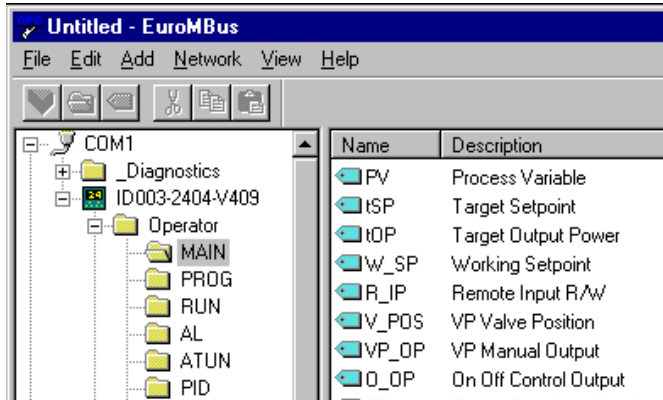 Untitled - EuroMBus
File Edit Add Network View Help
COM1
_Diagnostics
ID003-2404-V409
Operator
MAIN
PROG
RUN
AL
ATUN
PID
Name Description
PV Process Variable
tSP Target Setpoint
tOP Target Output Power
W_SP Working Setpoint
R_IP Remote Input R/W
V_POS VP Valve Position
VP_OP VP Manual Output
O_OP On Off Control Output